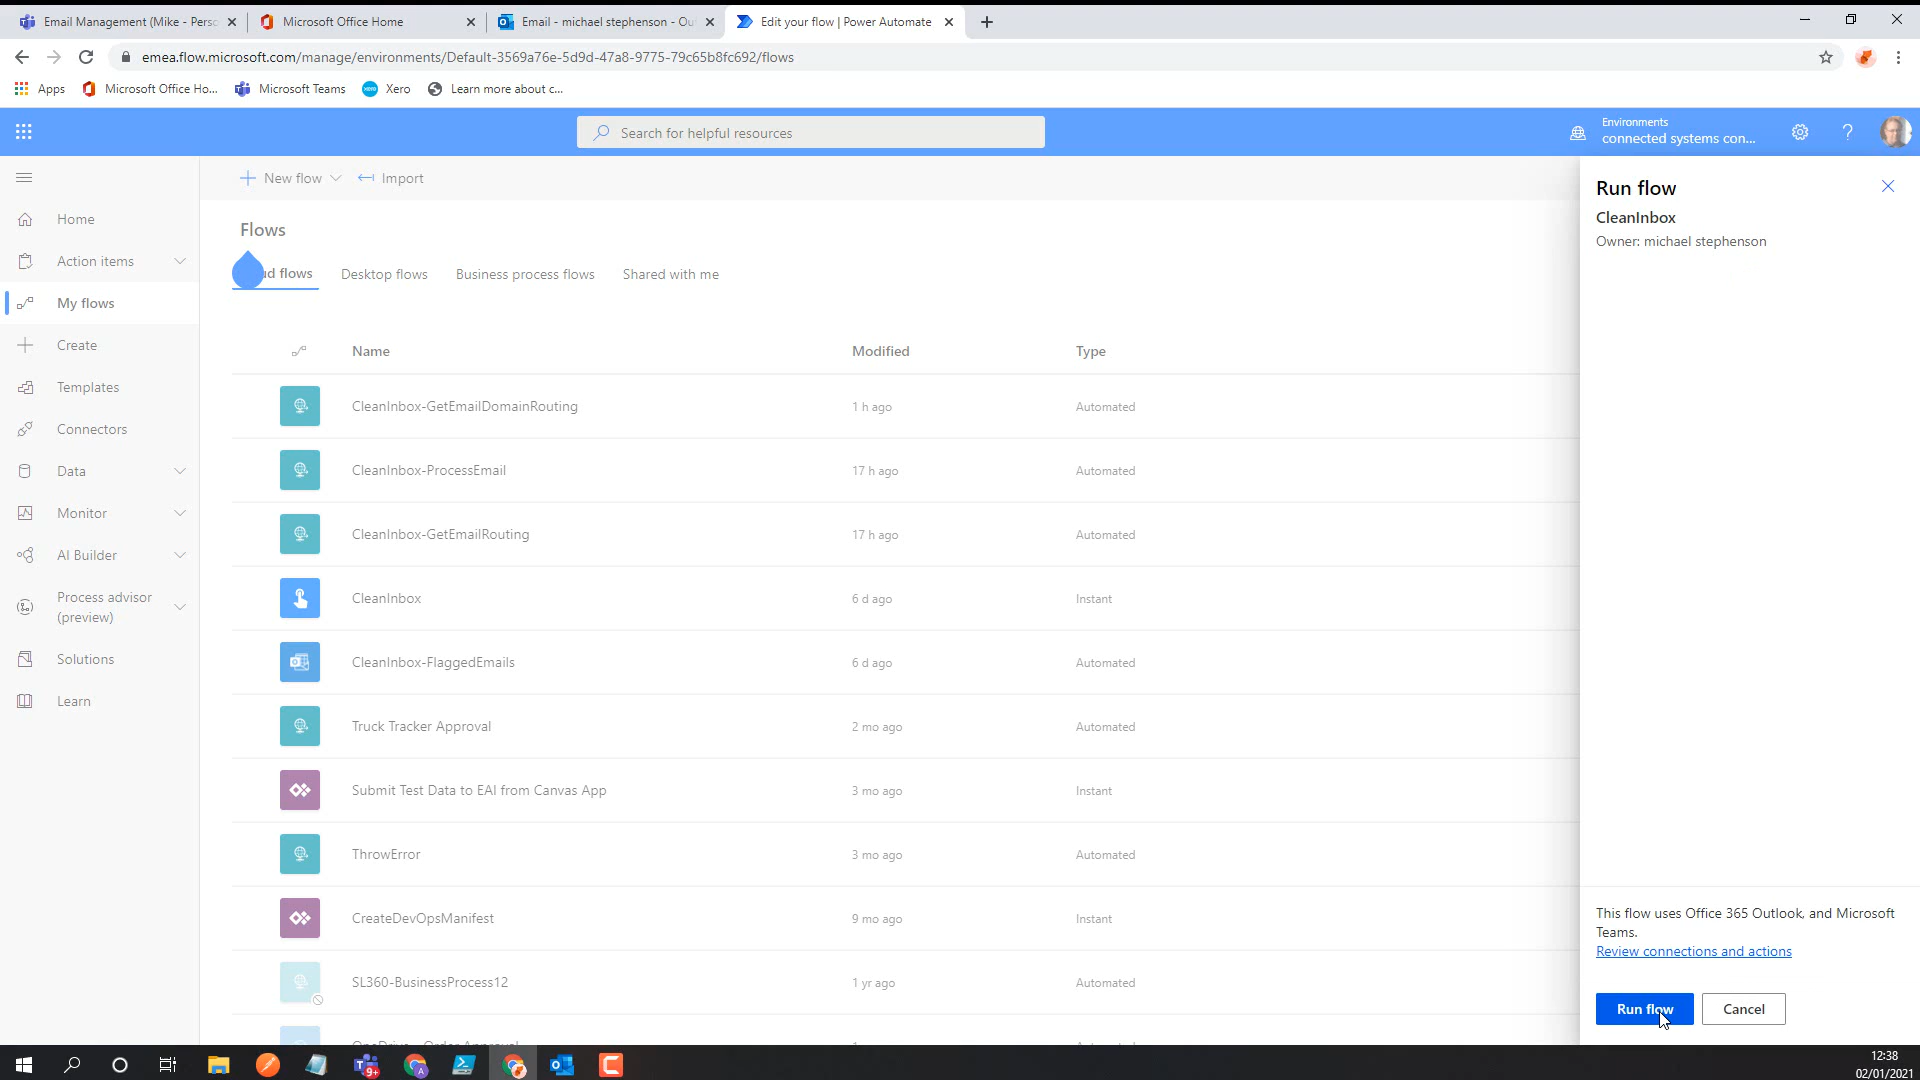 Email Management (Mike - Perso
Microsoft Office Home
Email - michael stephenson - Ou
Edit your flow | Power Automate
emea.flow.microsoft.com/manage/environments/Default-3569a76e-5d9d-47a8-9775-79c65b8fc692/flows
Apps
Microsoft Office Ho...
Microsoft Teams
Xero
Learn more about c...
Search for helpful resources
Environments
connected systems con...
New flow
Import
Home
Action items
My flows
Create
Templates
Connectors
Data
Monitor
AI Builder
Process advisor
(preview)
Solutions
Learn
Flows
ud flows
Desktop flows
Business process flows
Shared with me
Name Modified Type
CleanInbox-GetEmailDomainRouting 1 h ago Automated
CleanInbox-ProcessEmail 17 h ago Automated
CleanInbox-GetEmailRouting 17 h ago Automated
CleanInbox 6 d ago Instant
CleanInbox-FlaggedEmails 6 d ago Automated
Truck Tracker Approval 2 mo ago Automated
Submit Test Data to EAI from Canvas App 3 mo ago Instant
ThrowError 3 mo ago Automated
CreateDevOpsManifest 9 mo ago Instant
SL360-BusinessProcess12 1 yr ago Automated
Run flow
CleanInbox
Owner: michael stephenson
This flow uses Office 365 Outlook, and Microsoft
Teams.
Review connections and actions
Run flow
Cancel
9+
12:38
02/01/2021